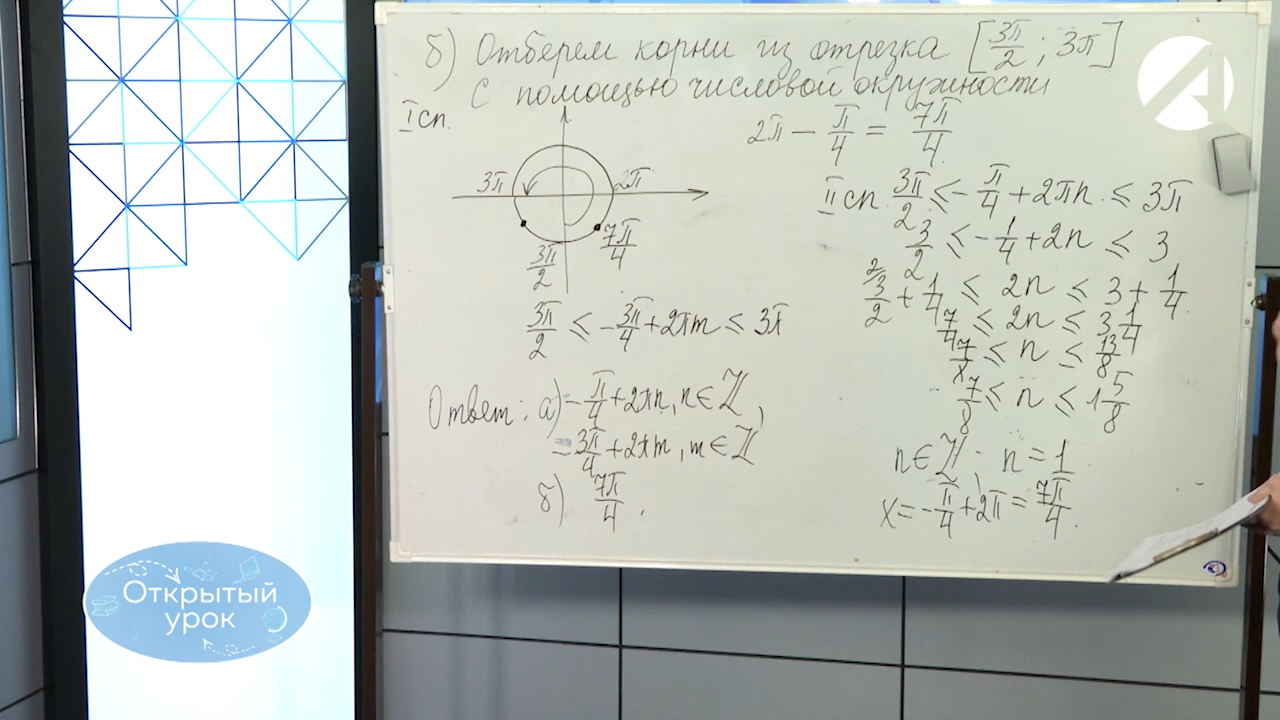 б) Отберем корни из отрезка [3π/2 ; 3π]
с помощью числовой окружности
I сп.
3π
2π
7π/4
3π/2
3π/2 ⩽ -3π/4 + 2πm ⩽ 3π
Ответ: а) -π/4 + 2πn, n∈ℤ,
-3π/4 + 2πm, m∈ℤ
б) 7π/4.
2π - π/4 = 7π/4.
II сп. 3π/2 ⩽ -π/4 + 2πn ⩽ 3π
3/2 ⩽ -1/4 + 2n ⩽ 3
2
3/2 + 1/4 ⩽ 2n ⩽ 3 + 1/4
7/4 ⩽ 2n ⩽ 3 1/4
7/8 ⩽ n ⩽ 13/8
7/8 ⩽ n ⩽ 1 5/8
n∈ℤ; n = 1
x = -π/4 + 2π = 7π/4.
Открытый
урок